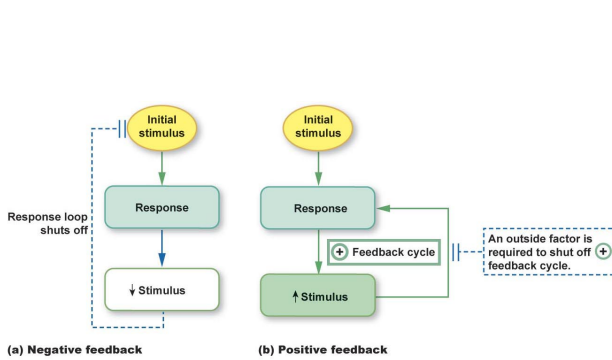 Initial
stimulus
Response
Response loop
shuts off
↓ Stimulus
(a) Negative feedback
Initial
stimulus
Response
+ Feedback cycle
↑ Stimulus
An outside factor is
required to shut off +
feedback cycle.
(b) Positive feedback